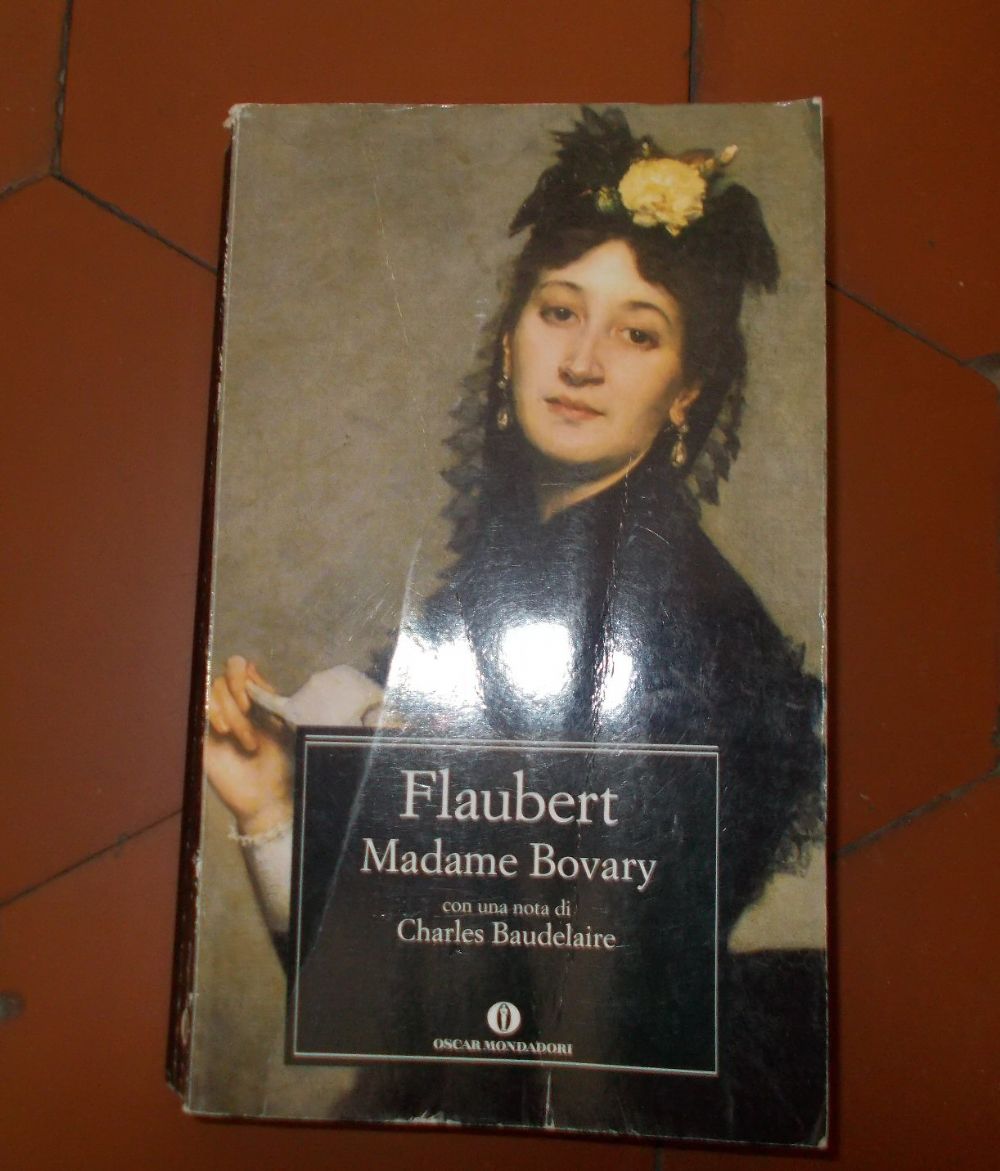 Flaubert
Madame Bovary
con una nota di
Charles Baudelaire
OSCAR MONDADORI